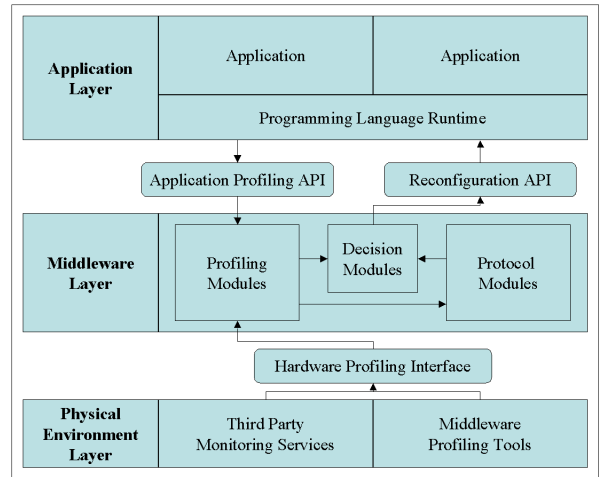 Application
Layer
Application
Application
Programming Language Runtime
Application Profiling API
Reconfiguration API
Middleware
Layer
Profiling
Modules
Decision
Modules
Protocol
Modules
Hardware Profiling Interface
Physical
Environment
Layer
Third Party
Monitoring Services
Middleware
Profiling Tools